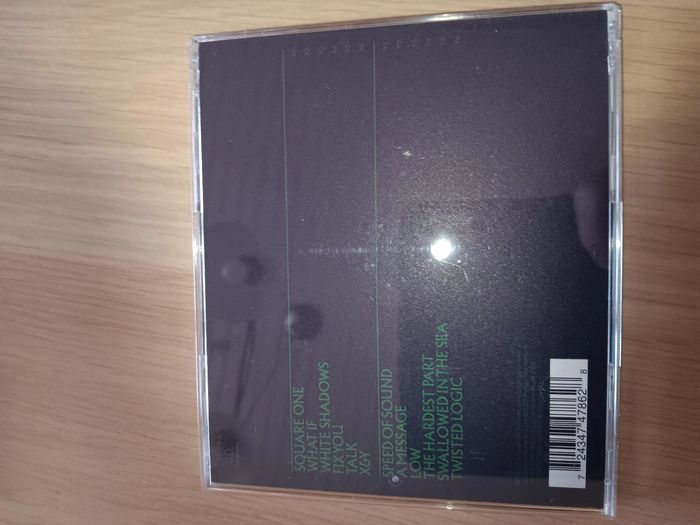 SQUARE ONE
WHAT IF
WHITE SHADOWS
FIX YOU
TALK
X&Y
SPEED OF SOUND
A MESSAGE
LOW
THE HARDEST PART
SWALLOWED IN THE SEA
TWISTED LOGIC
7 24347 47862 8